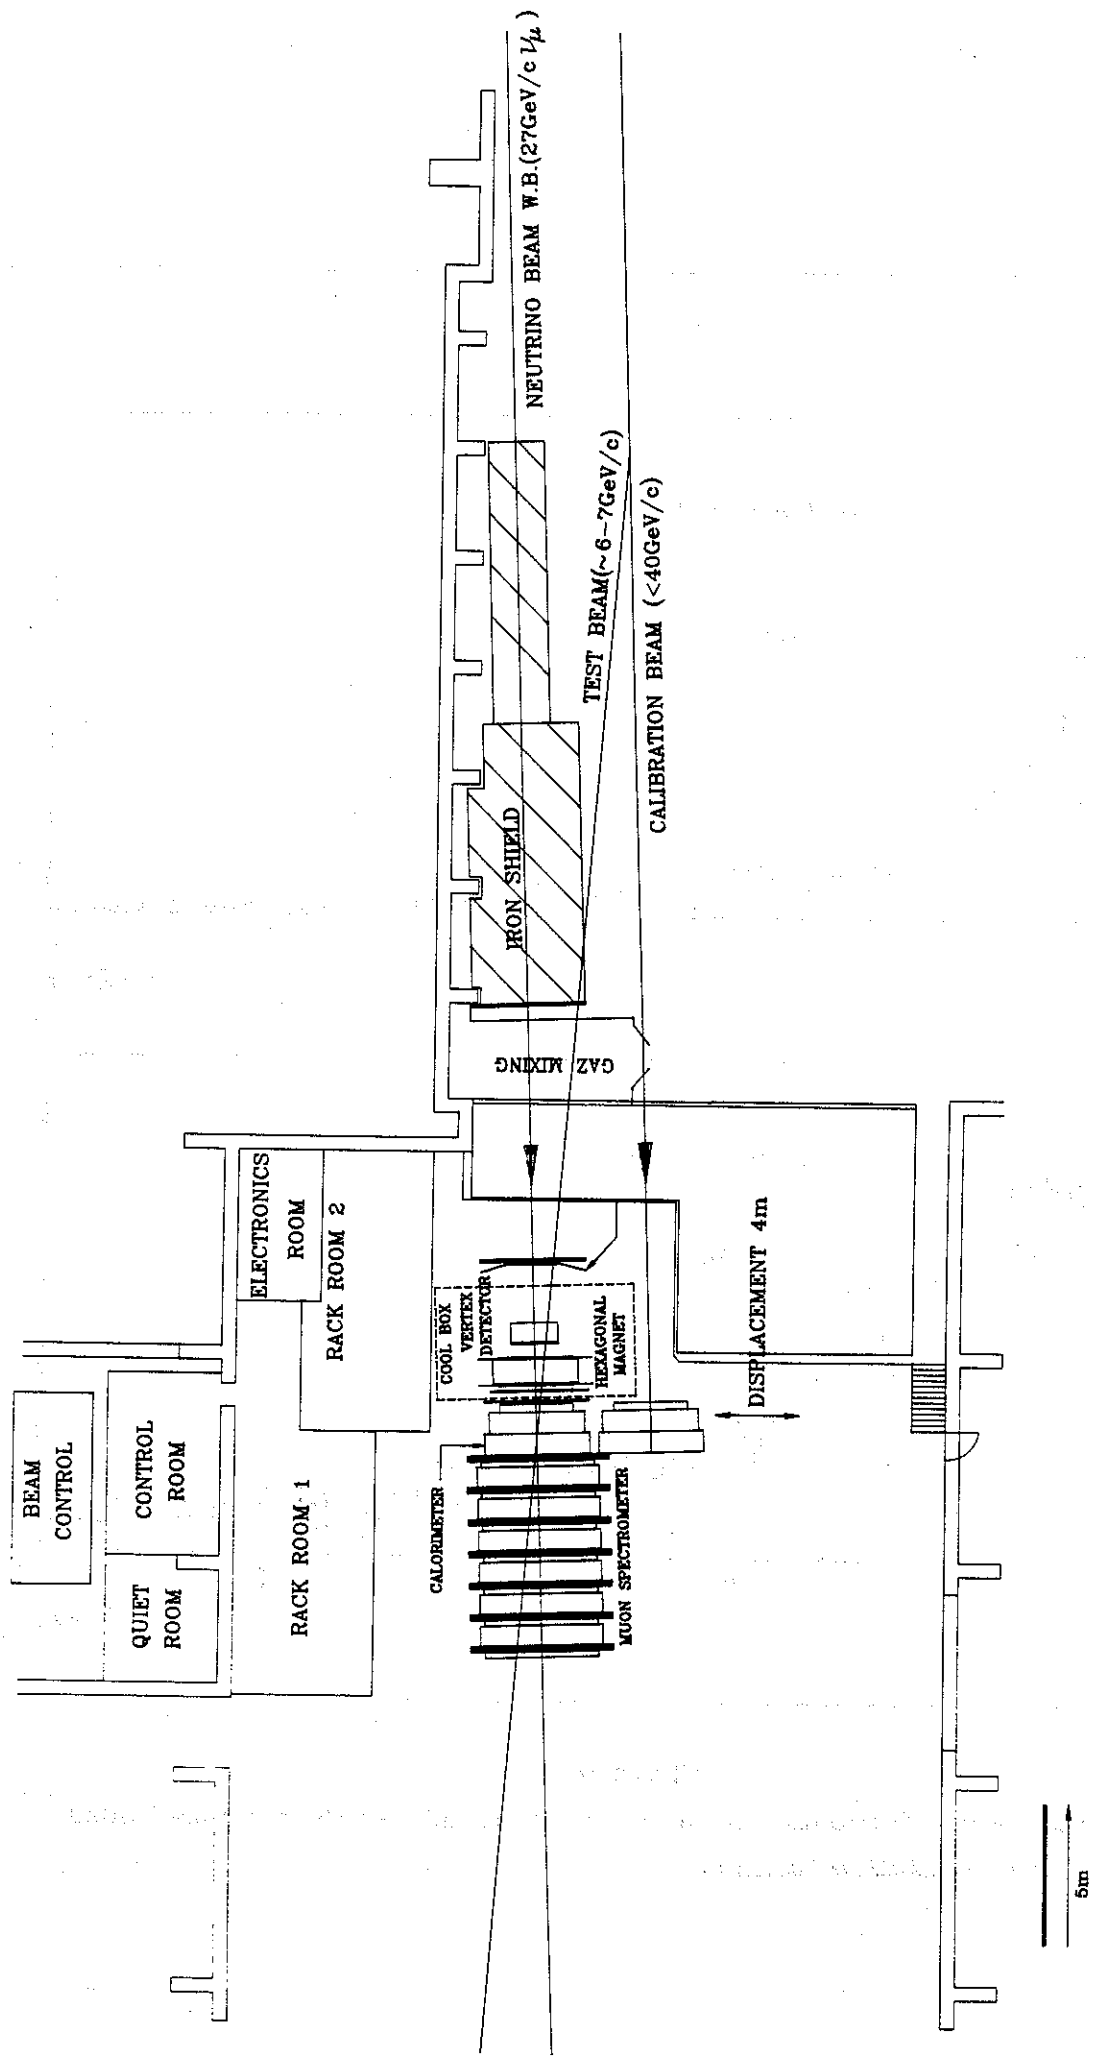 NEUTRINO BEAM W.B.(27GeV/c νμ)
TEST BEAM(~6-7GeV/c)
CALIBRATION BEAM (<40GeV/c)
IRON SHIELD
GAZ MIXING
ELECTRONICS
ROOM
RACK ROOM 2
COOL BOX
VERTEX
DETECTOR
HEXAGONAL
MAGNET
DISPLACEMENT 4m
BEAM
CONTROL
CONTROL
ROOM
QUIET
ROOM
RACK ROOM 1
CALORIMETER
MUON SPECTROMETER
5m